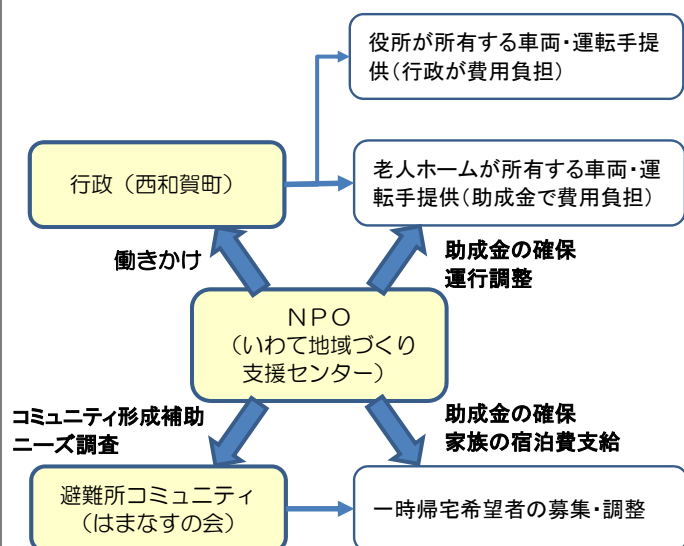 役所が所有する車両・運転手提
供(行政が費用負担)
行政（西和賀町）
老人ホームが所有する車両・運
転手提供(助成金で費用負担)
働きかけ
助成金の確保
運行調整
ＮＰＯ
（いわて地域づくり
支援センター）
コミュニティ形成補助
ニーズ調査
助成金の確保
家族の宿泊費支給
避難所コミュニティ
（はまなすの会）
一時帰宅希望者の募集・調整